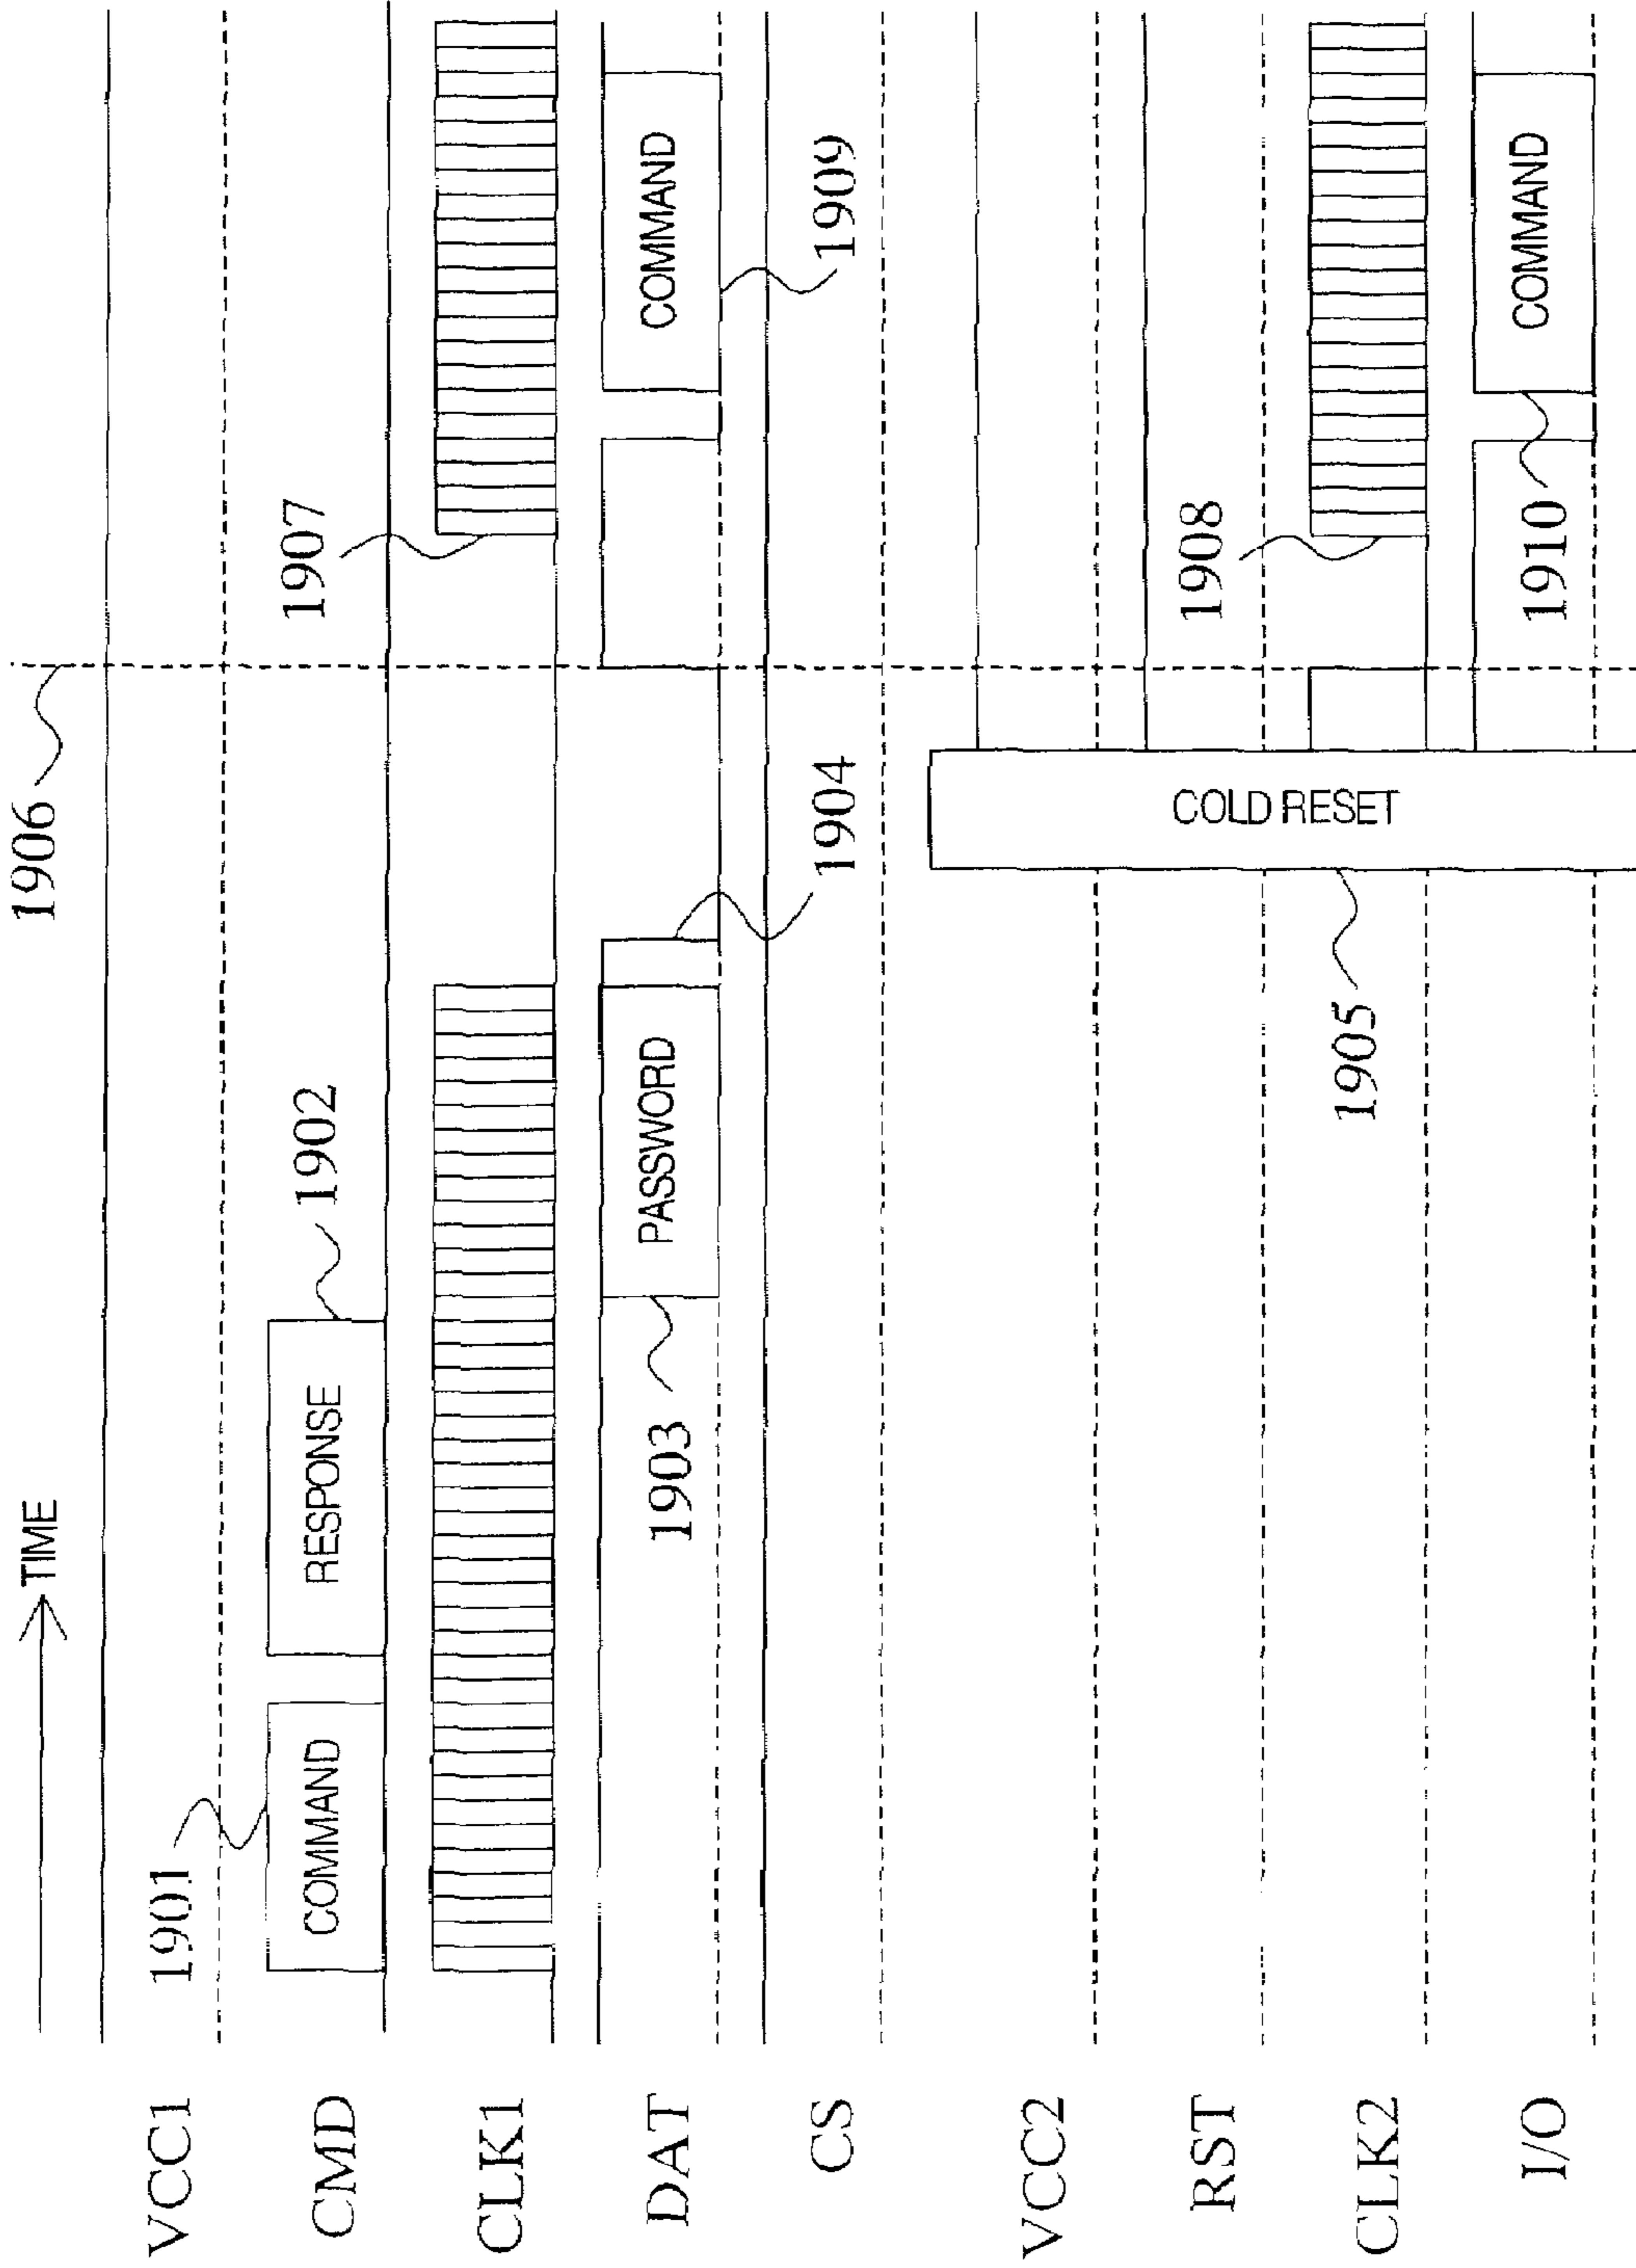 TIME
1906
VCC1
1901
CMD
COMMAND
RESPONSE
1902
1907
CLK1
DAT
1903
PASSWORD
COMMAND
CS
1904
1909
VCC2
COLD RESET
RST
1908
CLK2
1905
I/O
1910
COMMAND